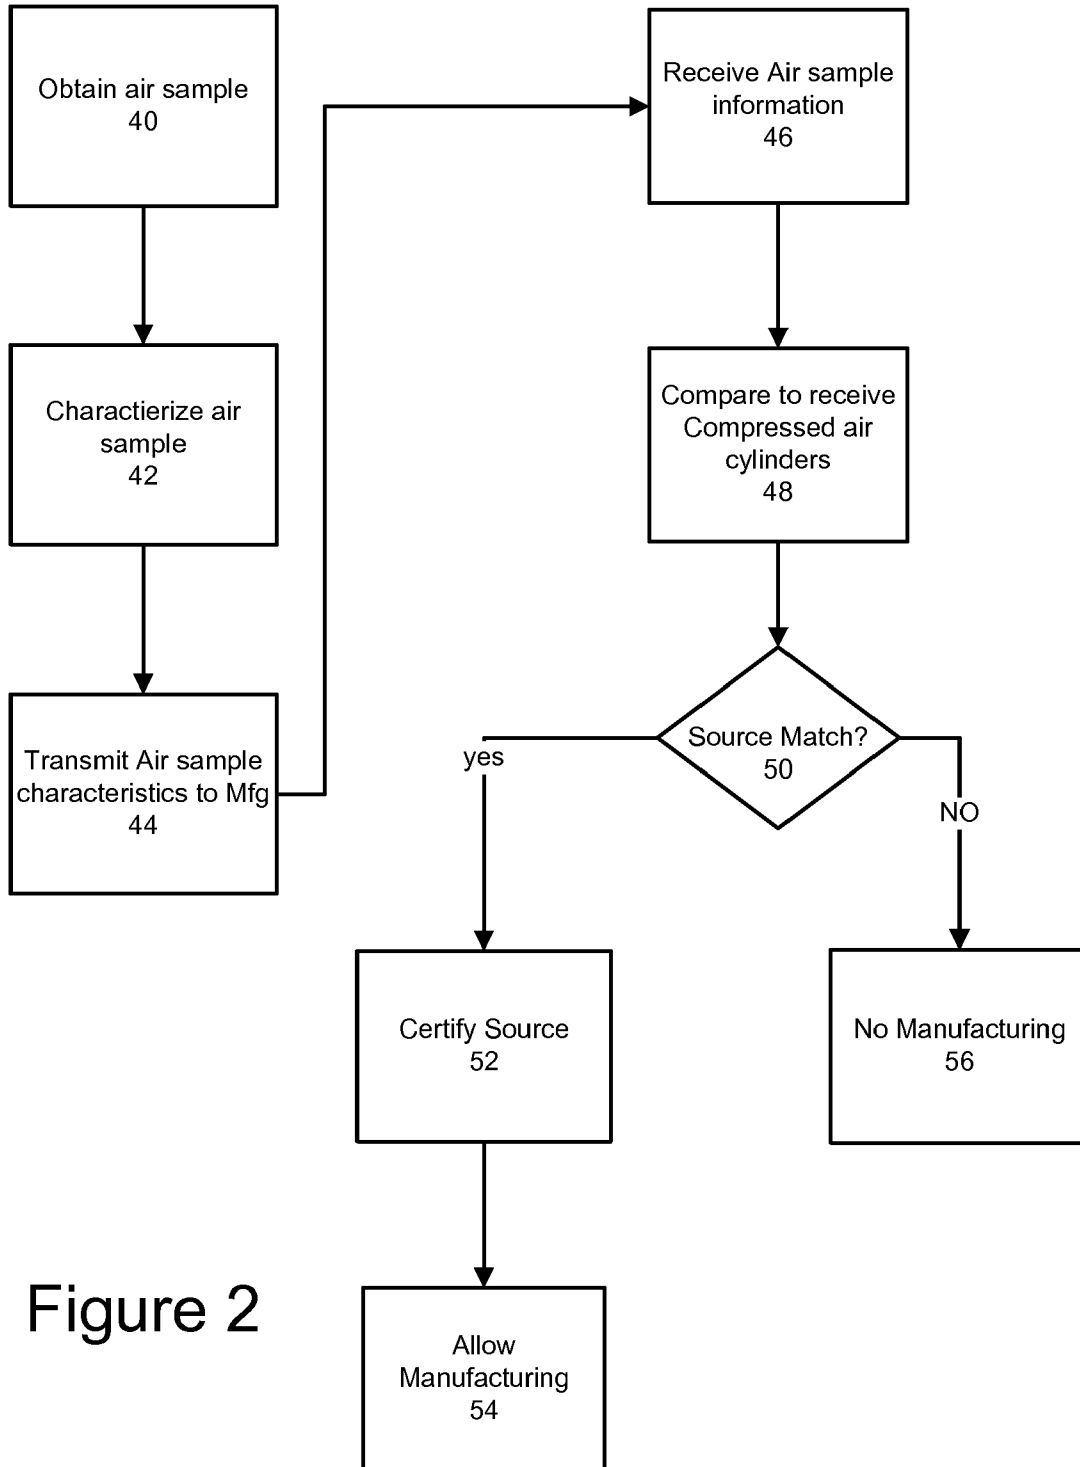 Obtain air sample
40
Charactierize air
sample
42
Transmit Air sample
characteristics to Mfg
44
Receive Air sample
information
46
Compare to receive
Compressed air
cylinders
48
Source Match?
50
yes
NO
Certify Source
52
No Manufacturing
56
Allow
Manufacturing
54
Figure 2